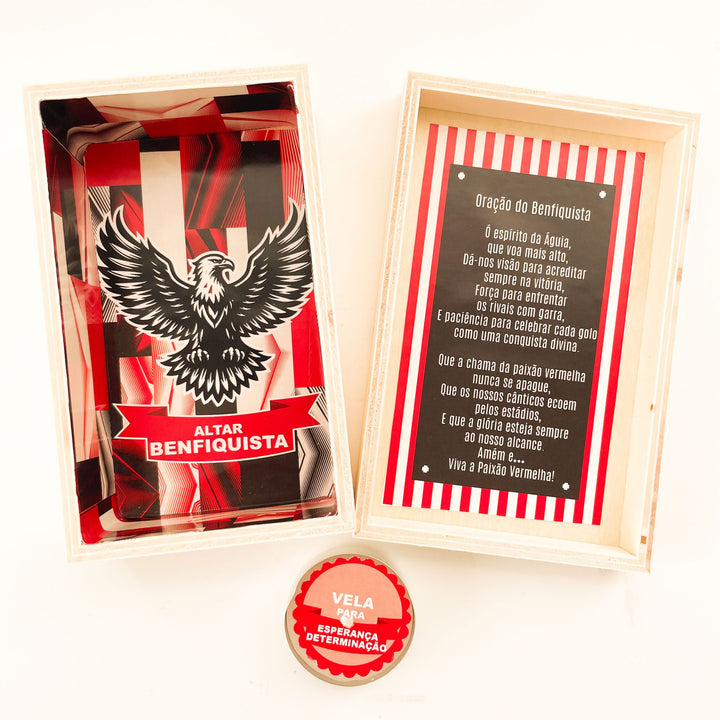 ALTAR
BENFIQUISTA
Oração do Benfiquista
Ó espírito da Águia,
que voa mais alto,
Dá-nos visão para acreditar
sempre na vitória,
Força para enfrentar
os rivais com garra,
E paciência para celebrar cada golo
como uma conquista divina.
Que a chama da paixão vermelha
nunca se apague,
Que os nossos cânticos ecoem
pelos estádios,
E que a glória esteja sempre
ao nosso alcance.
Amém e...
Viva a Paixão Vermelha!
VELA
PARA
ESPERANÇA
DETERMINAÇÃO